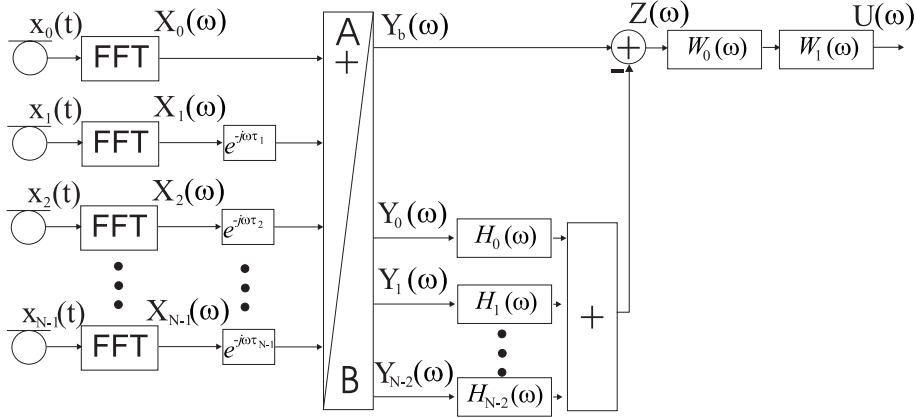 x₀(t) X₀(ω) A Y_b(ω) Z(ω) U(ω)
FFT + + W₀(ω) W₁(ω)
-
x₁(t) X₁(ω)
FFT e^{-jωτ₁}
x₂(t) X₂(ω) Y₀(ω)
FFT e^{-jωτ₂} H₀(ω)
Y₁(ω)
H₁(ω) +
x_{N-1}(t) X_{N-1}(ω)
FFT e^{-jωτ_{N-1}}
B Y_{N-2}(ω) H_{N-2}(ω)